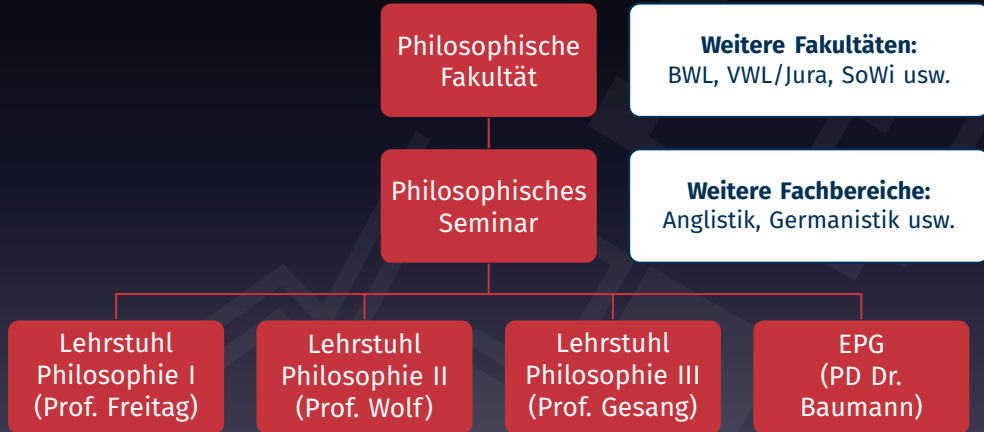 Philosophische
Fakultät
Weitere Fakultäten:
BWL, VWL/Jura, SoWi usw.
Philosophisches
Seminar
Weitere Fachbereiche:
Anglistik, Germanistik usw.
Lehrstuhl
Philosophie I
(Prof. Freitag)
Lehrstuhl
Philosophie II
(Prof. Wolf)
Lehrstuhl
Philosophie III
(Prof. Gesang)
EPG
(PD Dr.
Baumann)